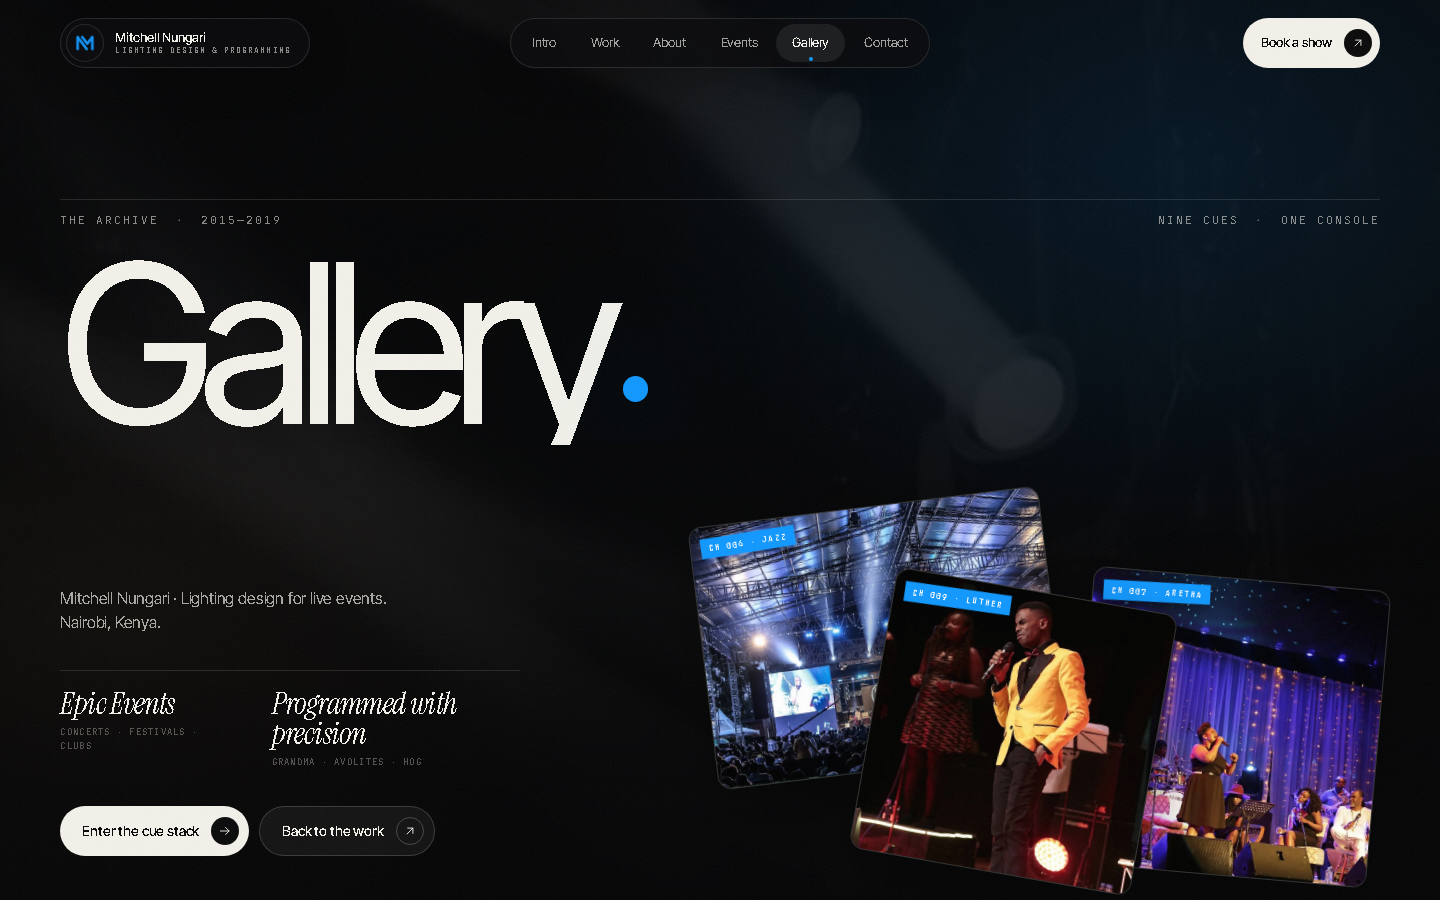 Mitchell Nungari
LIGHTING DESIGN & PROGRAMMING
Intro
Work
About
Events
Gallery
Contact
Book a show
THE ARCHIVE · 2015—2019
NINE CUES · ONE CONSOLE
Gallery.
CH 006 · JAZZ
CH 009 · LUTHER
CH 007 · ARETHA
Mitchell Nungari · Lighting design for live events.
Nairobi, Kenya.
Epic Events
CONCERTS · FESTIVALS ·
CLUBS
Programmed with
precision
GRANDMA · AVOLITES · HOG
Enter the cue stack
Back to the work